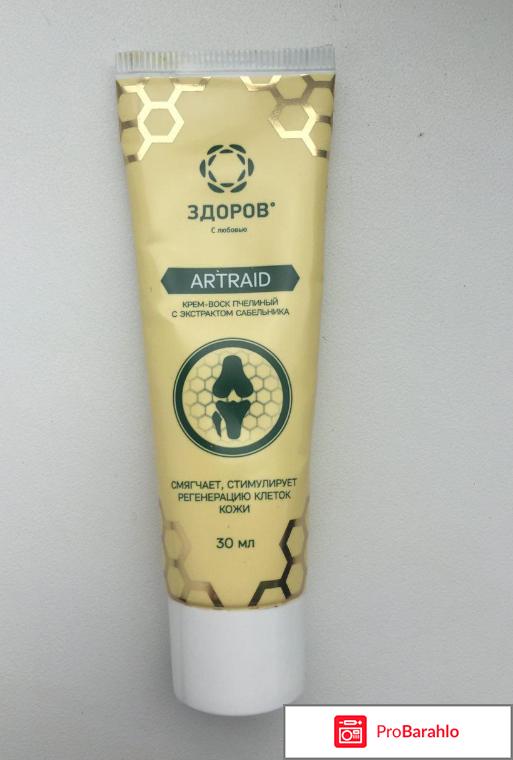 ЗДОРОВ®
С любовью
ARTRAID
КРЕМ-ВОСК ПЧЕЛИНЫЙ
С ЭКСТРАКТОМ САБЕЛЬНИКА
СМЯГЧАЕТ, СТИМУЛИРУЕТ
РЕГЕНЕРАЦИЮ КЛЕТОК
КОЖИ
30 мл
ProBarahlo